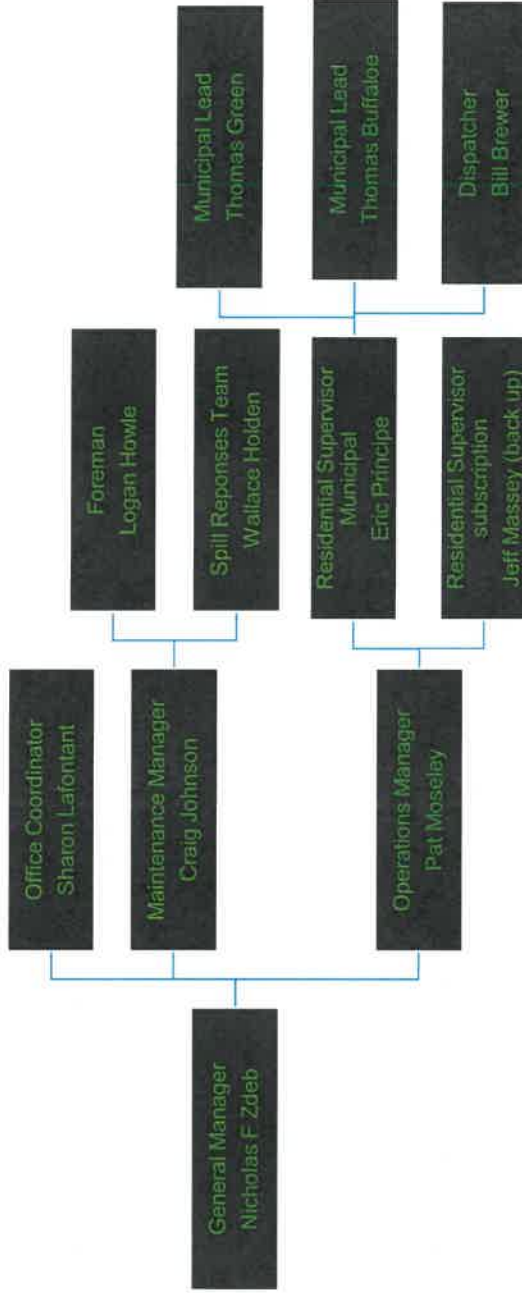 General Manager
Nicholas F Zdeb
Office Coordinator
Sharon Lafontant
Maintenance Manager
Craig Johnson
Operations Manager
Pat Moseley
Foreman
Logan Howle
Spill Reponses Team
Wallace Holden
Residential Supervisor
Municipal
Eric Principe
Residential Supervisor
subscription
Jeff Massey (back up)
Municipal Lead
Thomas Green
Municipal Lead
Thomas Buffaloe
Dispatcher
Bill Brewer